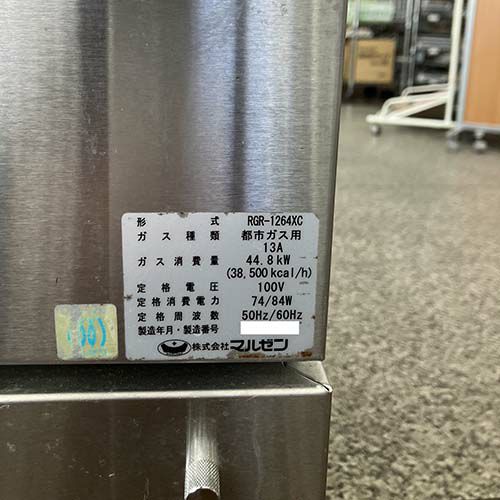 形式 RGR-1264XC
ガス種類 都市ガス用
13A
ガス消費量 44.8kW
(38,500kcal/h)
定格電圧 100V
定格消費電力 74/84W
定格周波数 50Hz/60Hz
製造年月・製造番号
株式会社マルゼン